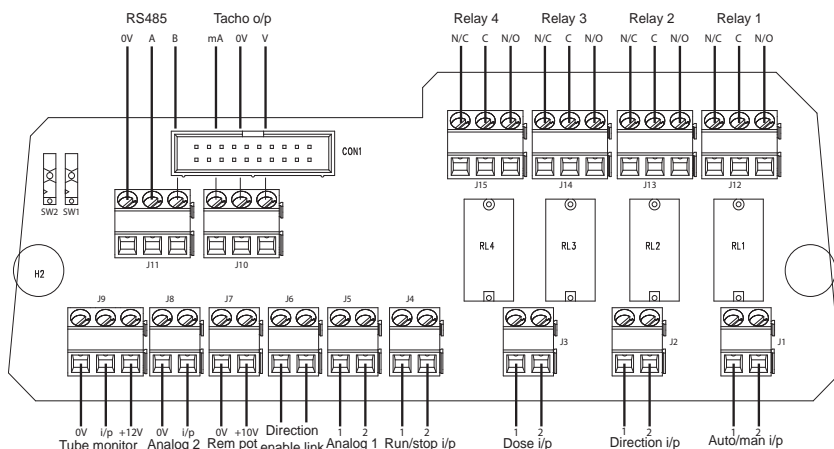 RS485 Tacho o/p Relay 4 Relay 3 Relay 2 Relay 1
0V A B mA 0V V N/C C N/O N/C C N/O N/C C N/O N/C C N/O
CON1
J15 J14 J13 J12
SW2 SW1
J11 J10
RL4 RL3 RL2 RL1
H2
J9 J8 J7 J6 J5 J4
J3 J2 J1
0V i/p +12V 0V i/p 0V +10V 1 2 1 2 1 2 1 2 1 2
Tube monitor Analog 2 Rem pot Direction enable link Analog 1 Run/stop i/p Dose i/p Direction i/p Auto/man i/p